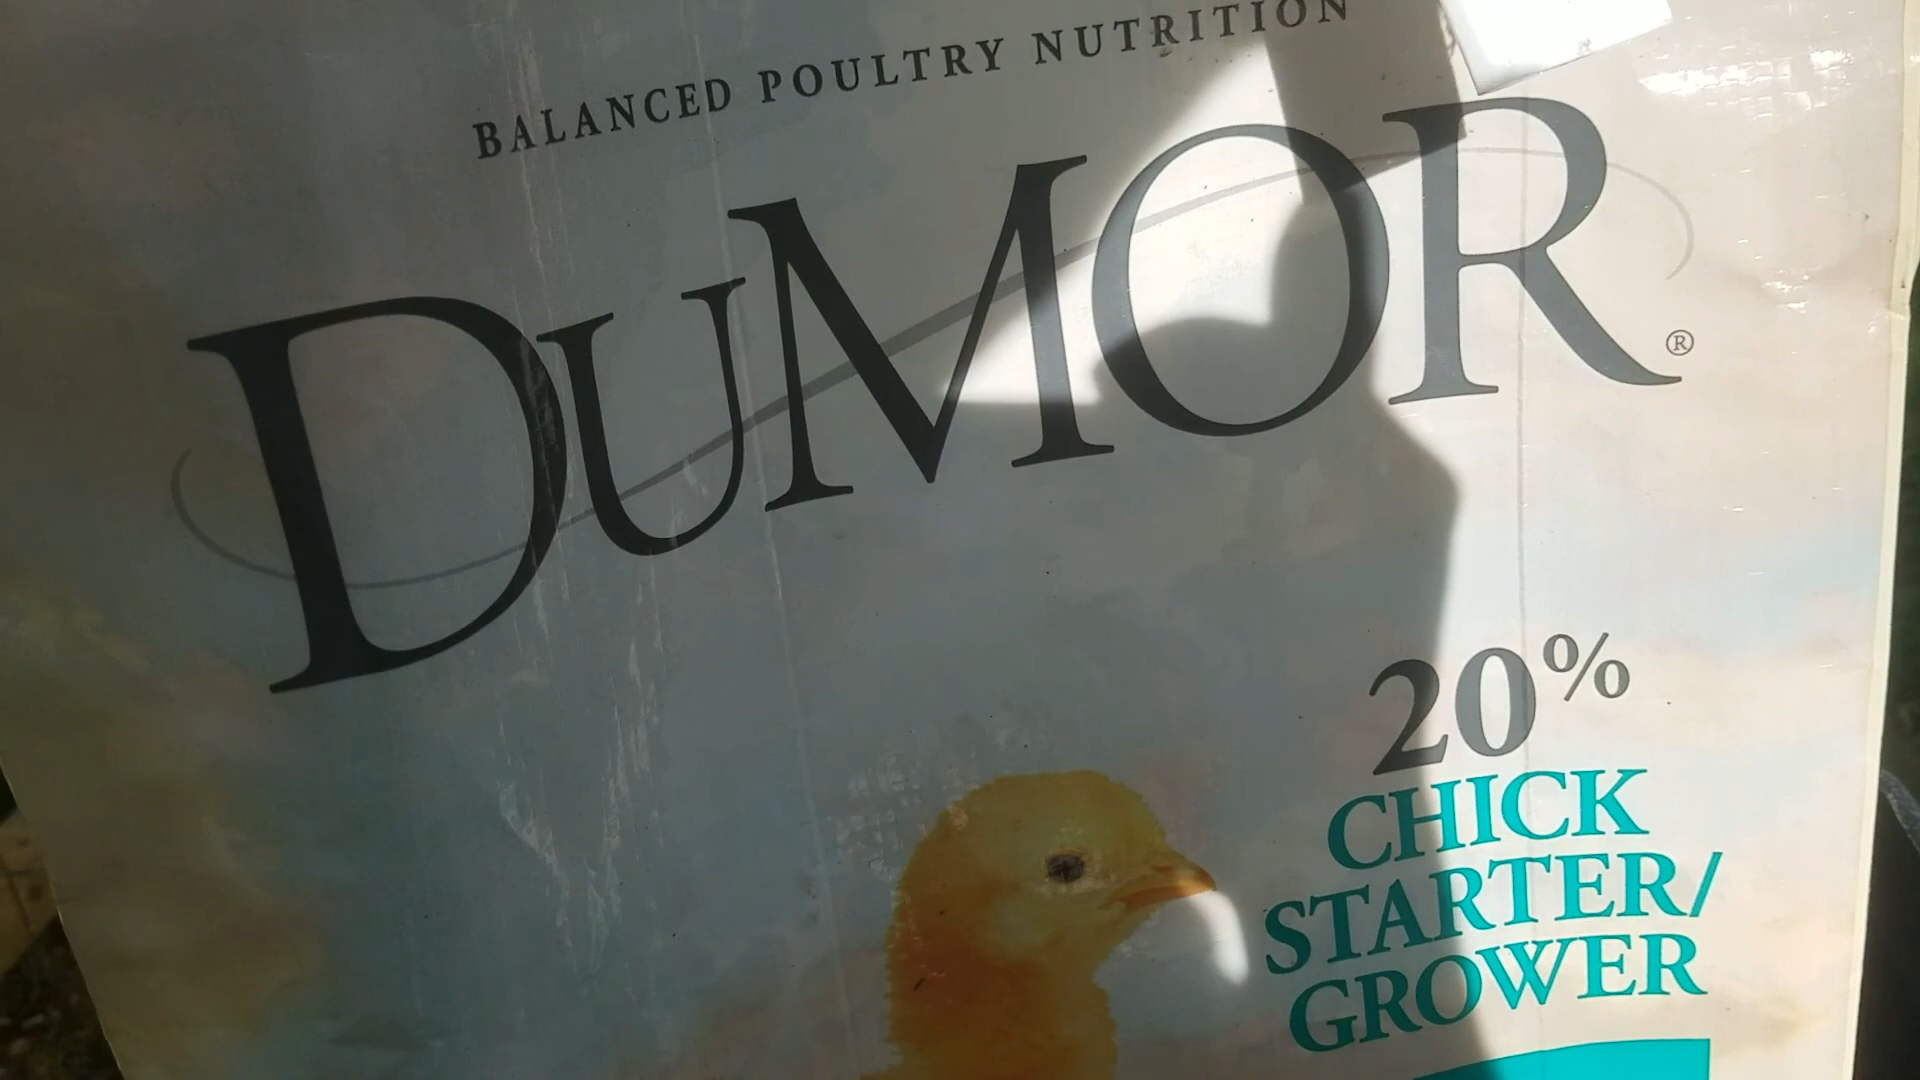 BALANCED POULTRY NUTRITION
DUMOR®
20%
CHICK
STARTER/
GROWER